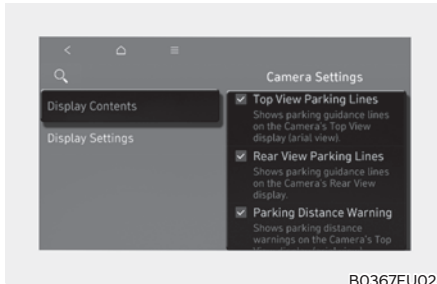 Camera Settings
Display Contents
Display Settings
Top View Parking Lines
Shows parking guidance lines
on the Camera's Top View
display (arial view).
Rear View Parking Lines
Shows parking guidance lines
on the Camera's Rear View
display.
Parking Distance Warning
Shows parking distance
warnings on the Camera's Top
B0367EU02